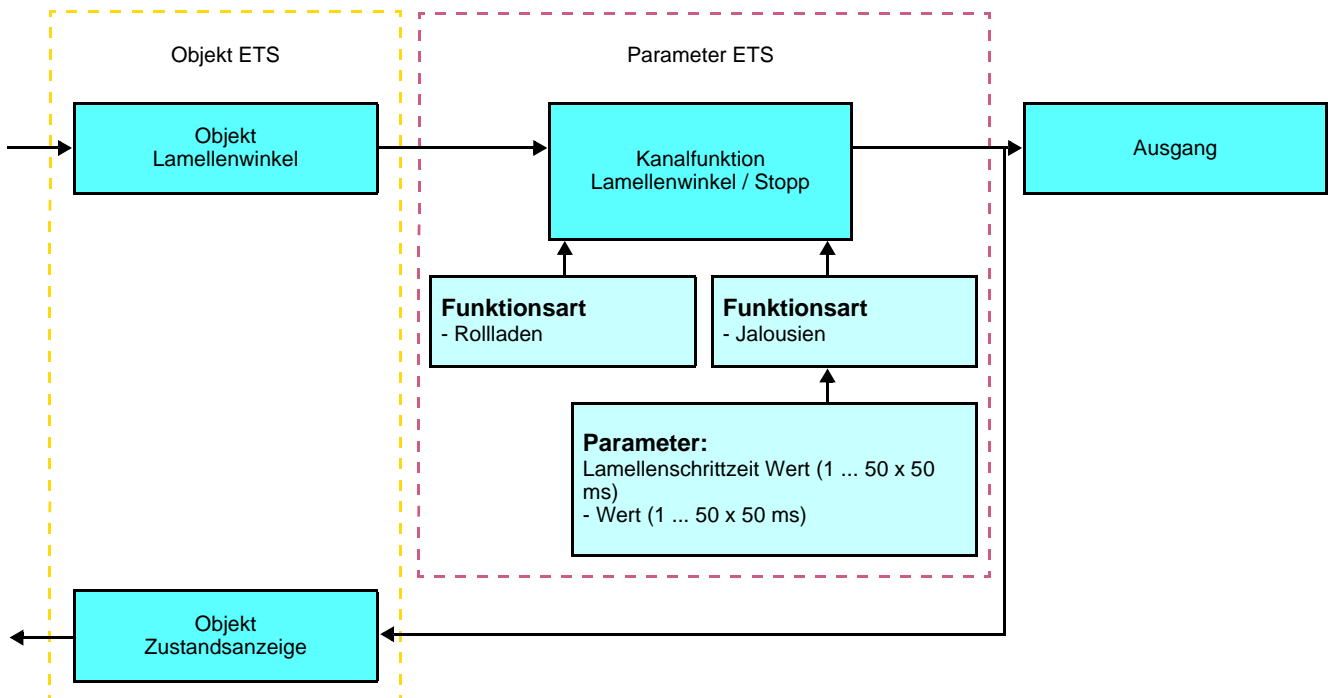 Objekt ETS
Parameter ETS
Objekt
Lamellenwinkel
Kanalfunktion
Lamellenwinkel / Stopp
Ausgang
Funktionsart
- Rollladen
Funktionsart
- Jalousien
Parameter:
Lamellenschrittzeit Wert (1 ... 50 x 50
ms)
- Wert (1 ... 50 x 50 ms)
Objekt
Zustandsanzeige